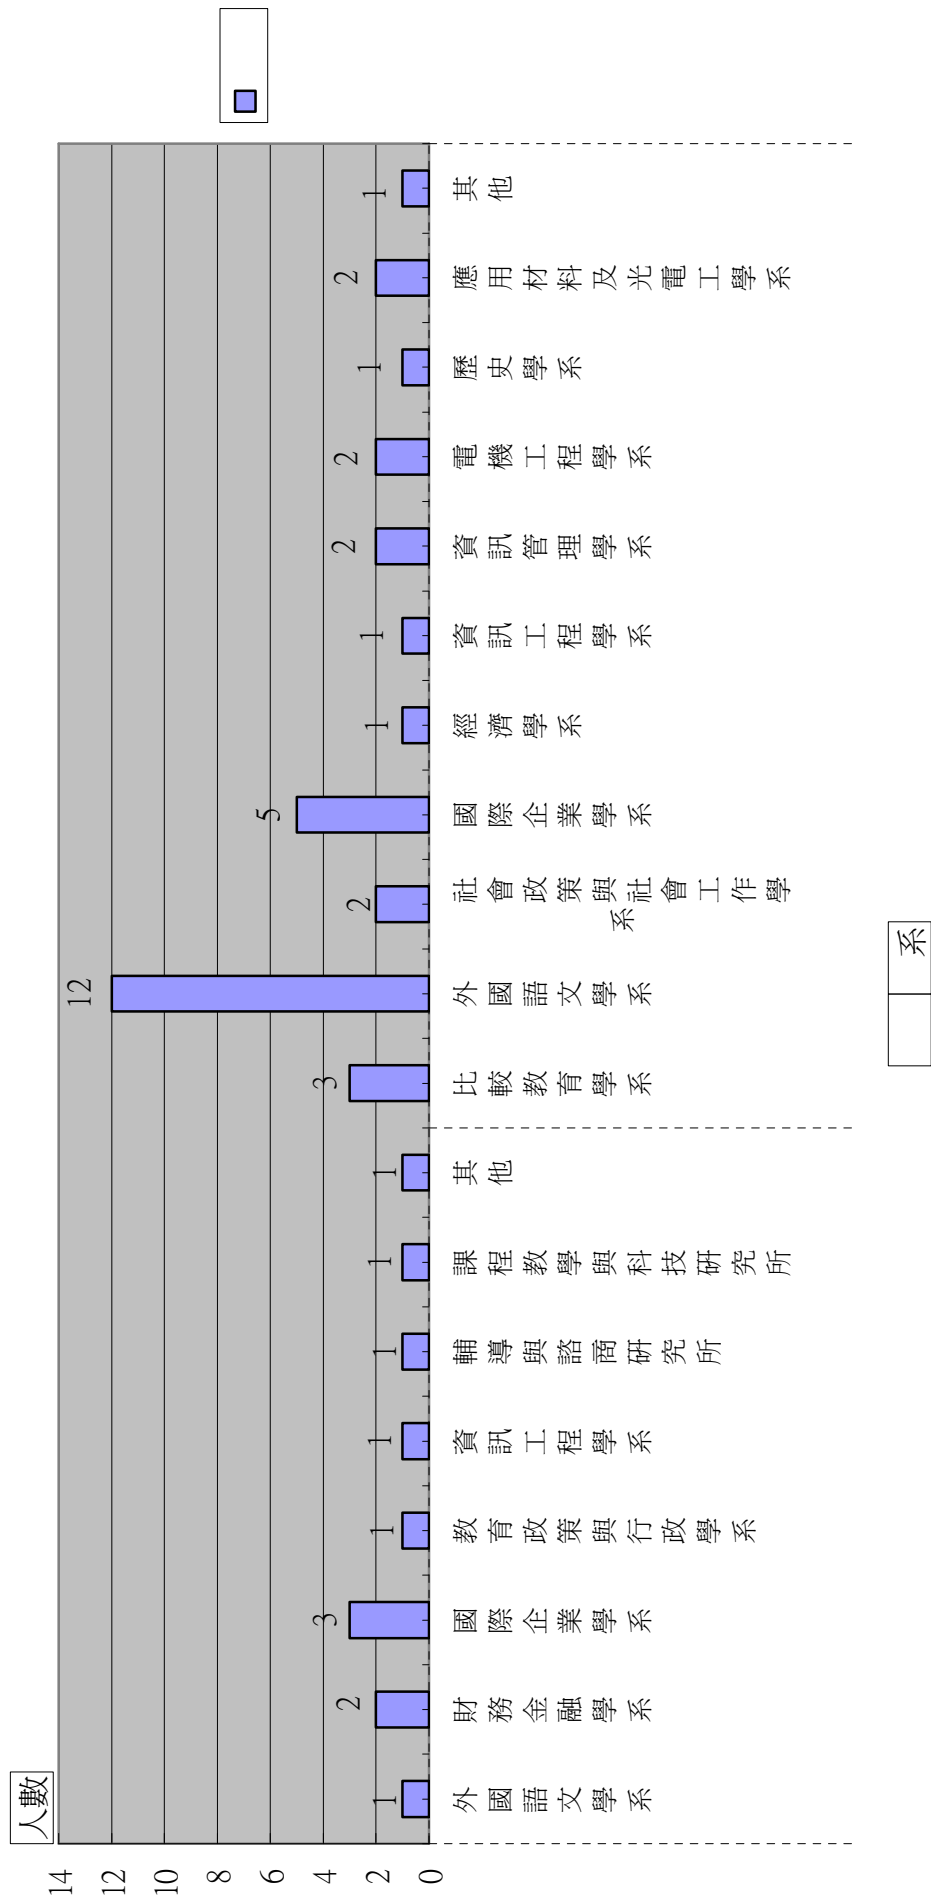 人數
14
12
10
8
6
4
2
0
1
2
3
1
1
1
1
1
3
12
2
5
1
1
2
2
1
2
1
外國語文學系
財務金融學系
國際企業學系
教育政策與行政學系
資訊工程學系
輔導與諮商研究所
課程教學與科技研究所
其他
比較教育學系
外國語文學系
社會政策與社會工作學
系
國際企業學系
經濟學系
資訊工程學系
資訊管理學系
電機工程學系
歷史學系
應用材料及光電工學系
其他
系